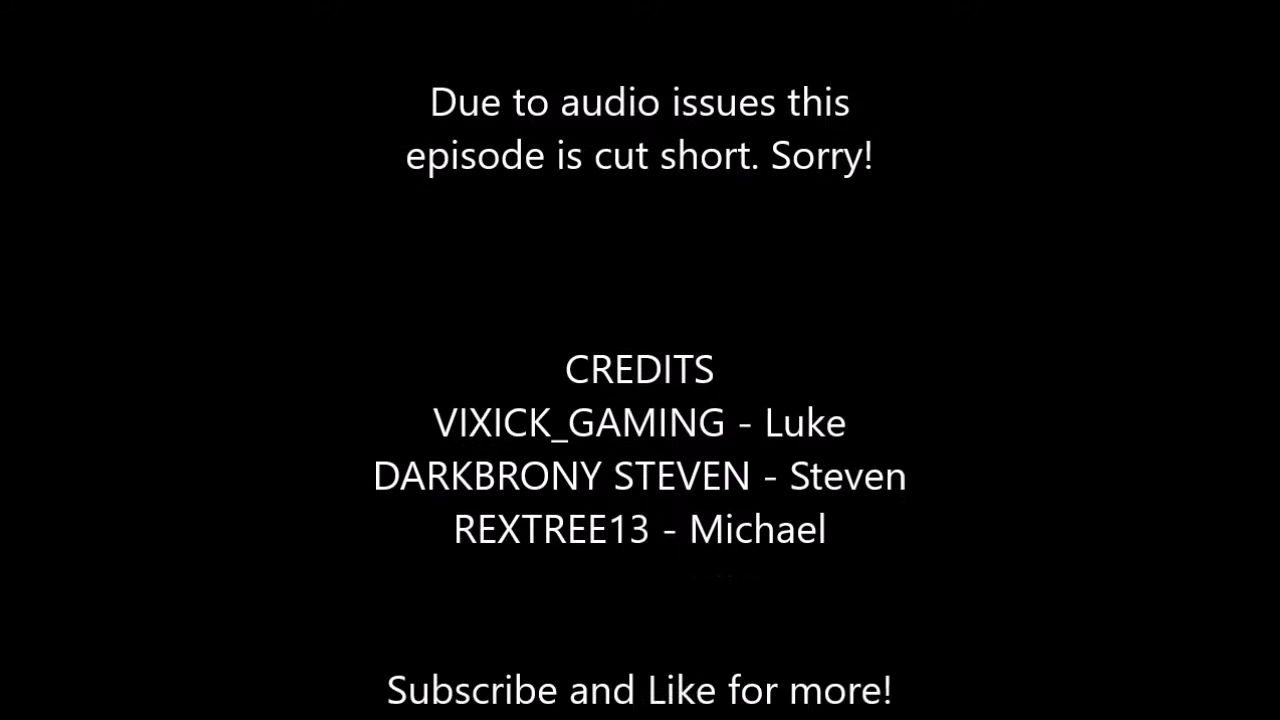 Due to audio issues this
episode is cut short. Sorry!
CREDITS
VIXICK_GAMING - Luke
DARKBRONY STEVEN - Steven
REXTREE13 - Michael
Subscribe and Like for more!